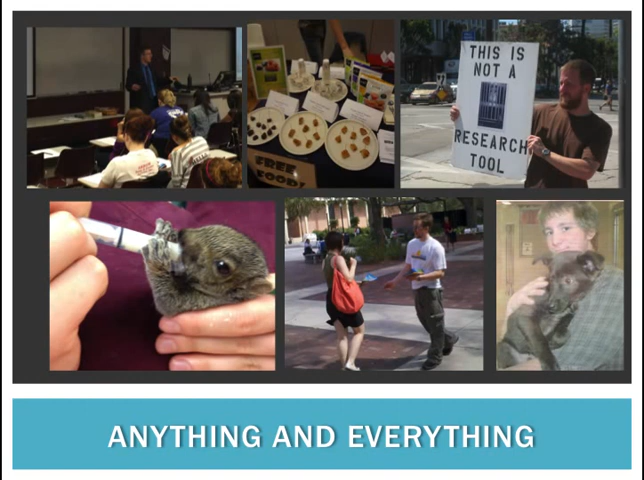 THIS IS
NOT A
RESEARCH
TOOL
FREE
FOOD!
ANYTHING AND EVERYTHING